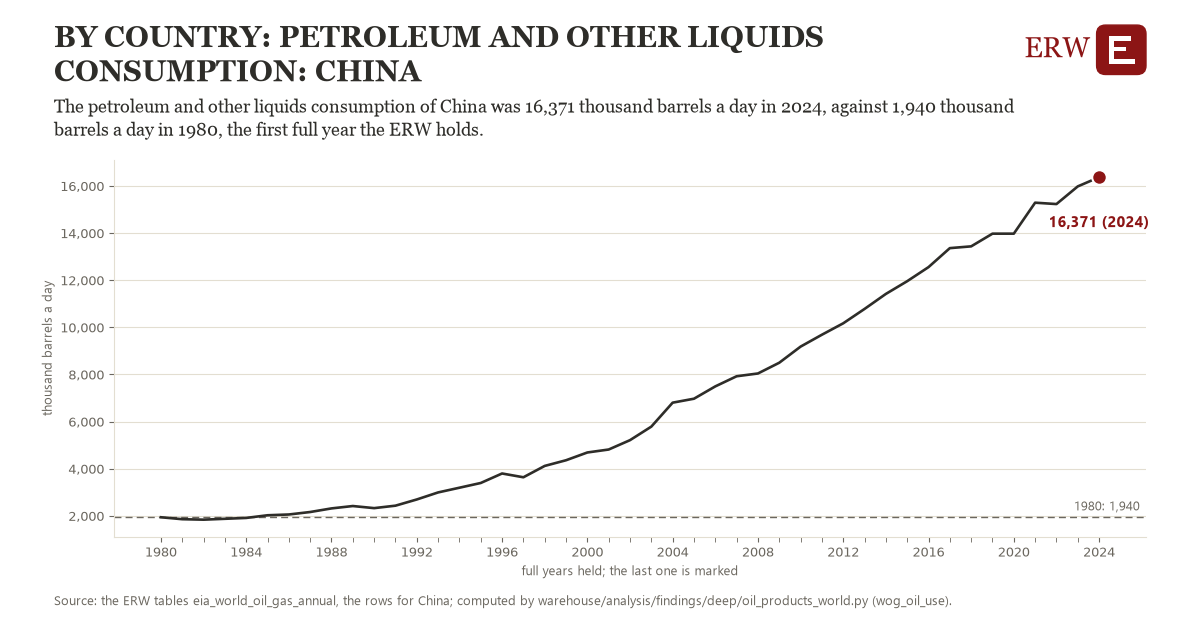 BY COUNTRY: PETROLEUM AND OTHER LIQUIDS
CONSUMPTION: CHINA
ERW E
The petroleum and other liquids consumption of China was 16,371 thousand barrels a day in 2024, against 1,940 thousand
barrels a day in 1980, the first full year the ERW holds.
16,000
14,000
12,000
10,000
8,000
6,000
4,000
2,000
thousand barrels a day
16,371 (2024)
1980: 1,940
1980 1984 1988 1992 1996 2000 2004 2008 2012 2016 2020 2024
full years held; the last one is marked
Source: the ERW tables eia_world_oil_gas_annual, the rows for China; computed by warehouse/analysis/findings/deep/oil_products_world.py (wog_oil_use).